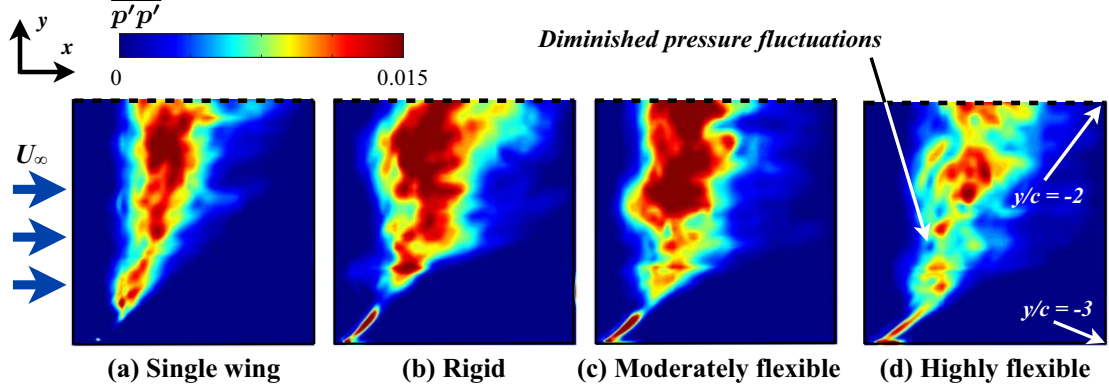 y
x
p′p′
0
0.015
Diminished pressure fluctuations
U∞
y/c = -2
y/c = -3
(a) Single wing
(b) Rigid
(c) Moderately flexible
(d) Highly flexible